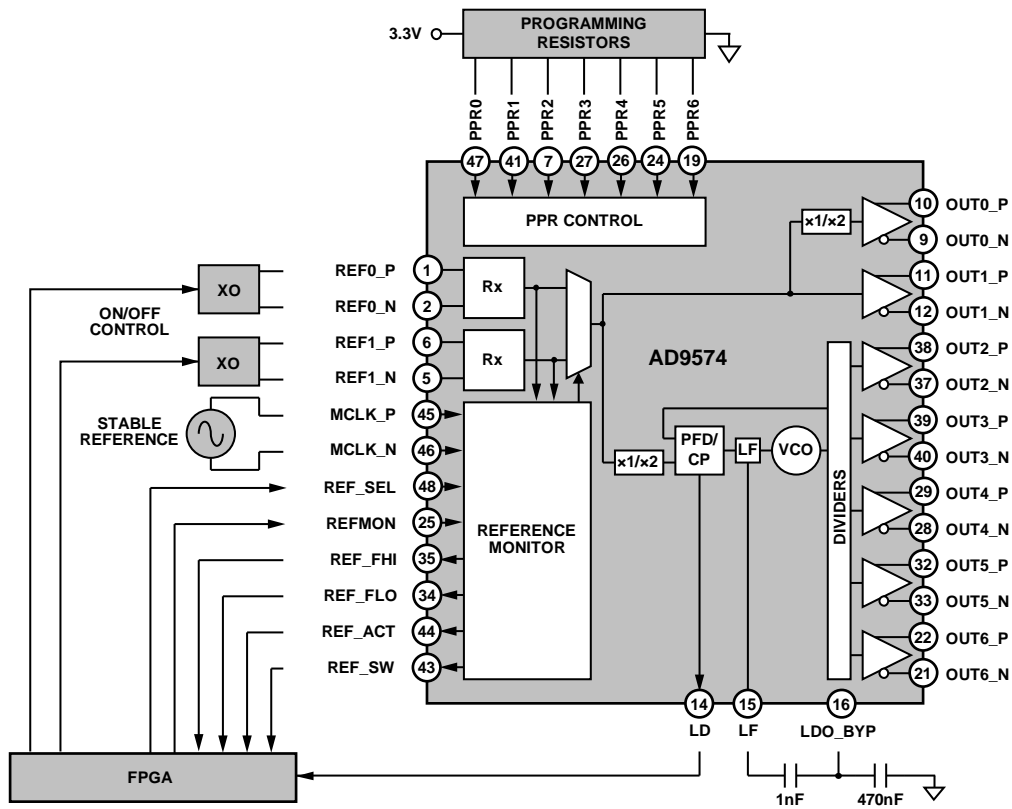 PROGRAMMING
RESISTORS
3.3V
PPR0
PPR1
PPR2
PPR3
PPR4
PPR5
PPR6
47
41
7
27
26
24
19
PPR CONTROL
×1/×2
10
OUT0_P
9
OUT0_N
11
OUT1_P
12
OUT1_N
38
OUT2_P
37
OUT2_N
39
OUT3_P
40
OUT3_N
29
OUT4_P
28
OUT4_N
32
OUT5_P
33
OUT5_N
22
OUT6_P
21
OUT6_N
XO
ON/OFF
CONTROL
XO
STABLE
REFERENCE
REF0_P
1
REF0_N
2
Rx
REF1_P
6
REF1_N
5
Rx
MCLK_P
45
MCLK_N
46
REF_SEL
48
REFMON
25
REF_FHI
35
REF_FLO
34
REF_ACT
44
REF_SW
43
REFERENCE
MONITOR
AD9574
×1/×2
PFD/
CP
LF
VCO
DIVIDERS
14
LD
15
LF
16
LDO_BYP
1nF
470nF
FPGA